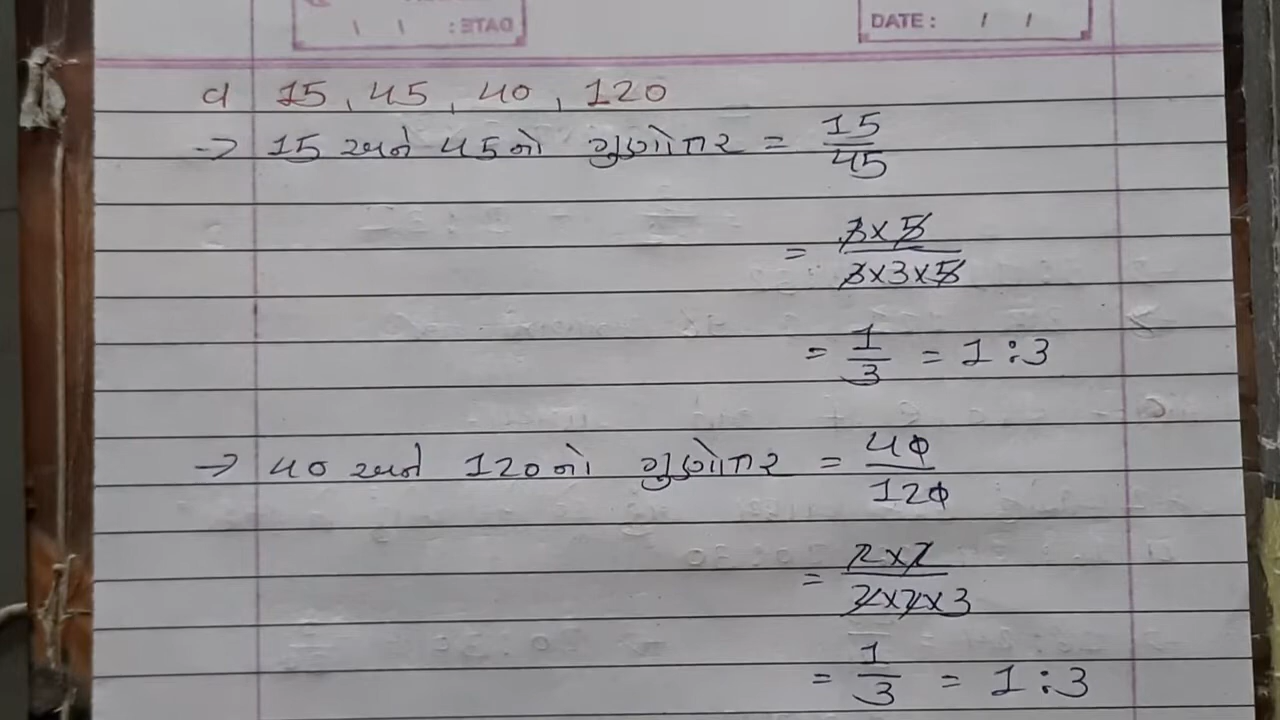 DATE : / /
d 15, 45, 40, 120
→ 15 અને 45નો ગુણોત્તર = 15/45
= 3×5/3×3×5
= 1/3 = 1:3
→ 40 અને 120નો ગુણોત્તર = 40/120
= 2×2/2×2×3
= 1/3 = 1:3